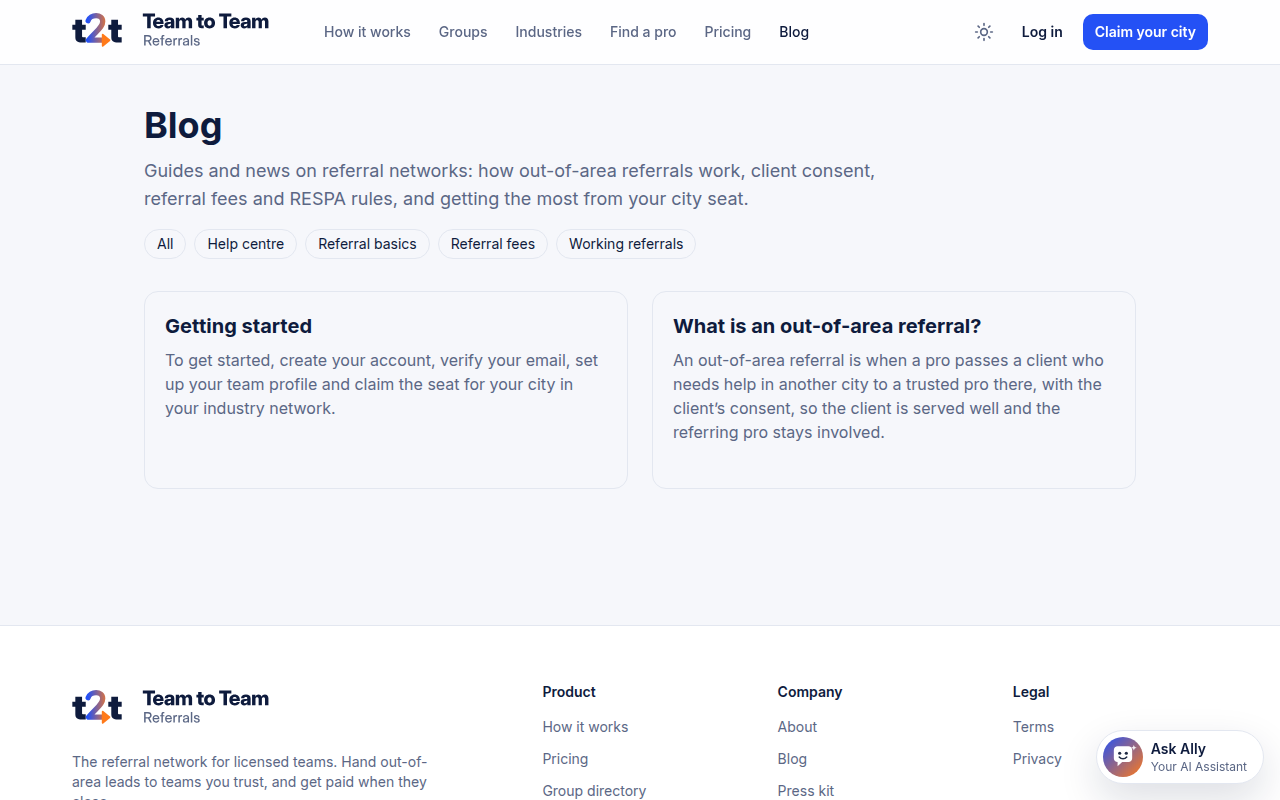 t2t
Team to Team
Referrals
How it works
Groups
Industries
Find a pro
Pricing
Blog
Log in
Claim your city
Blog
Guides and news on referral networks: how out-of-area referrals work, client consent,
referral fees and RESPA rules, and getting the most from your city seat.
All
Help centre
Referral basics
Referral fees
Working referrals
Getting started
To get started, create your account, verify your email, set
up your team profile and claim the seat for your city in
your industry network.
What is an out-of-area referral?
An out-of-area referral is when a pro passes a client who
needs help in another city to a trusted pro there, with the
client’s consent, so the client is served well and the
referring pro stays involved.
t2t
Team to Team
Referrals
The referral network for licensed teams. Hand out-of-
area leads to teams you trust, and get paid when they
Product
How it works
Pricing
Group directory
Company
About
Blog
Press kit
Legal
Terms
Privacy
Ask Ally
Your AI Assistant